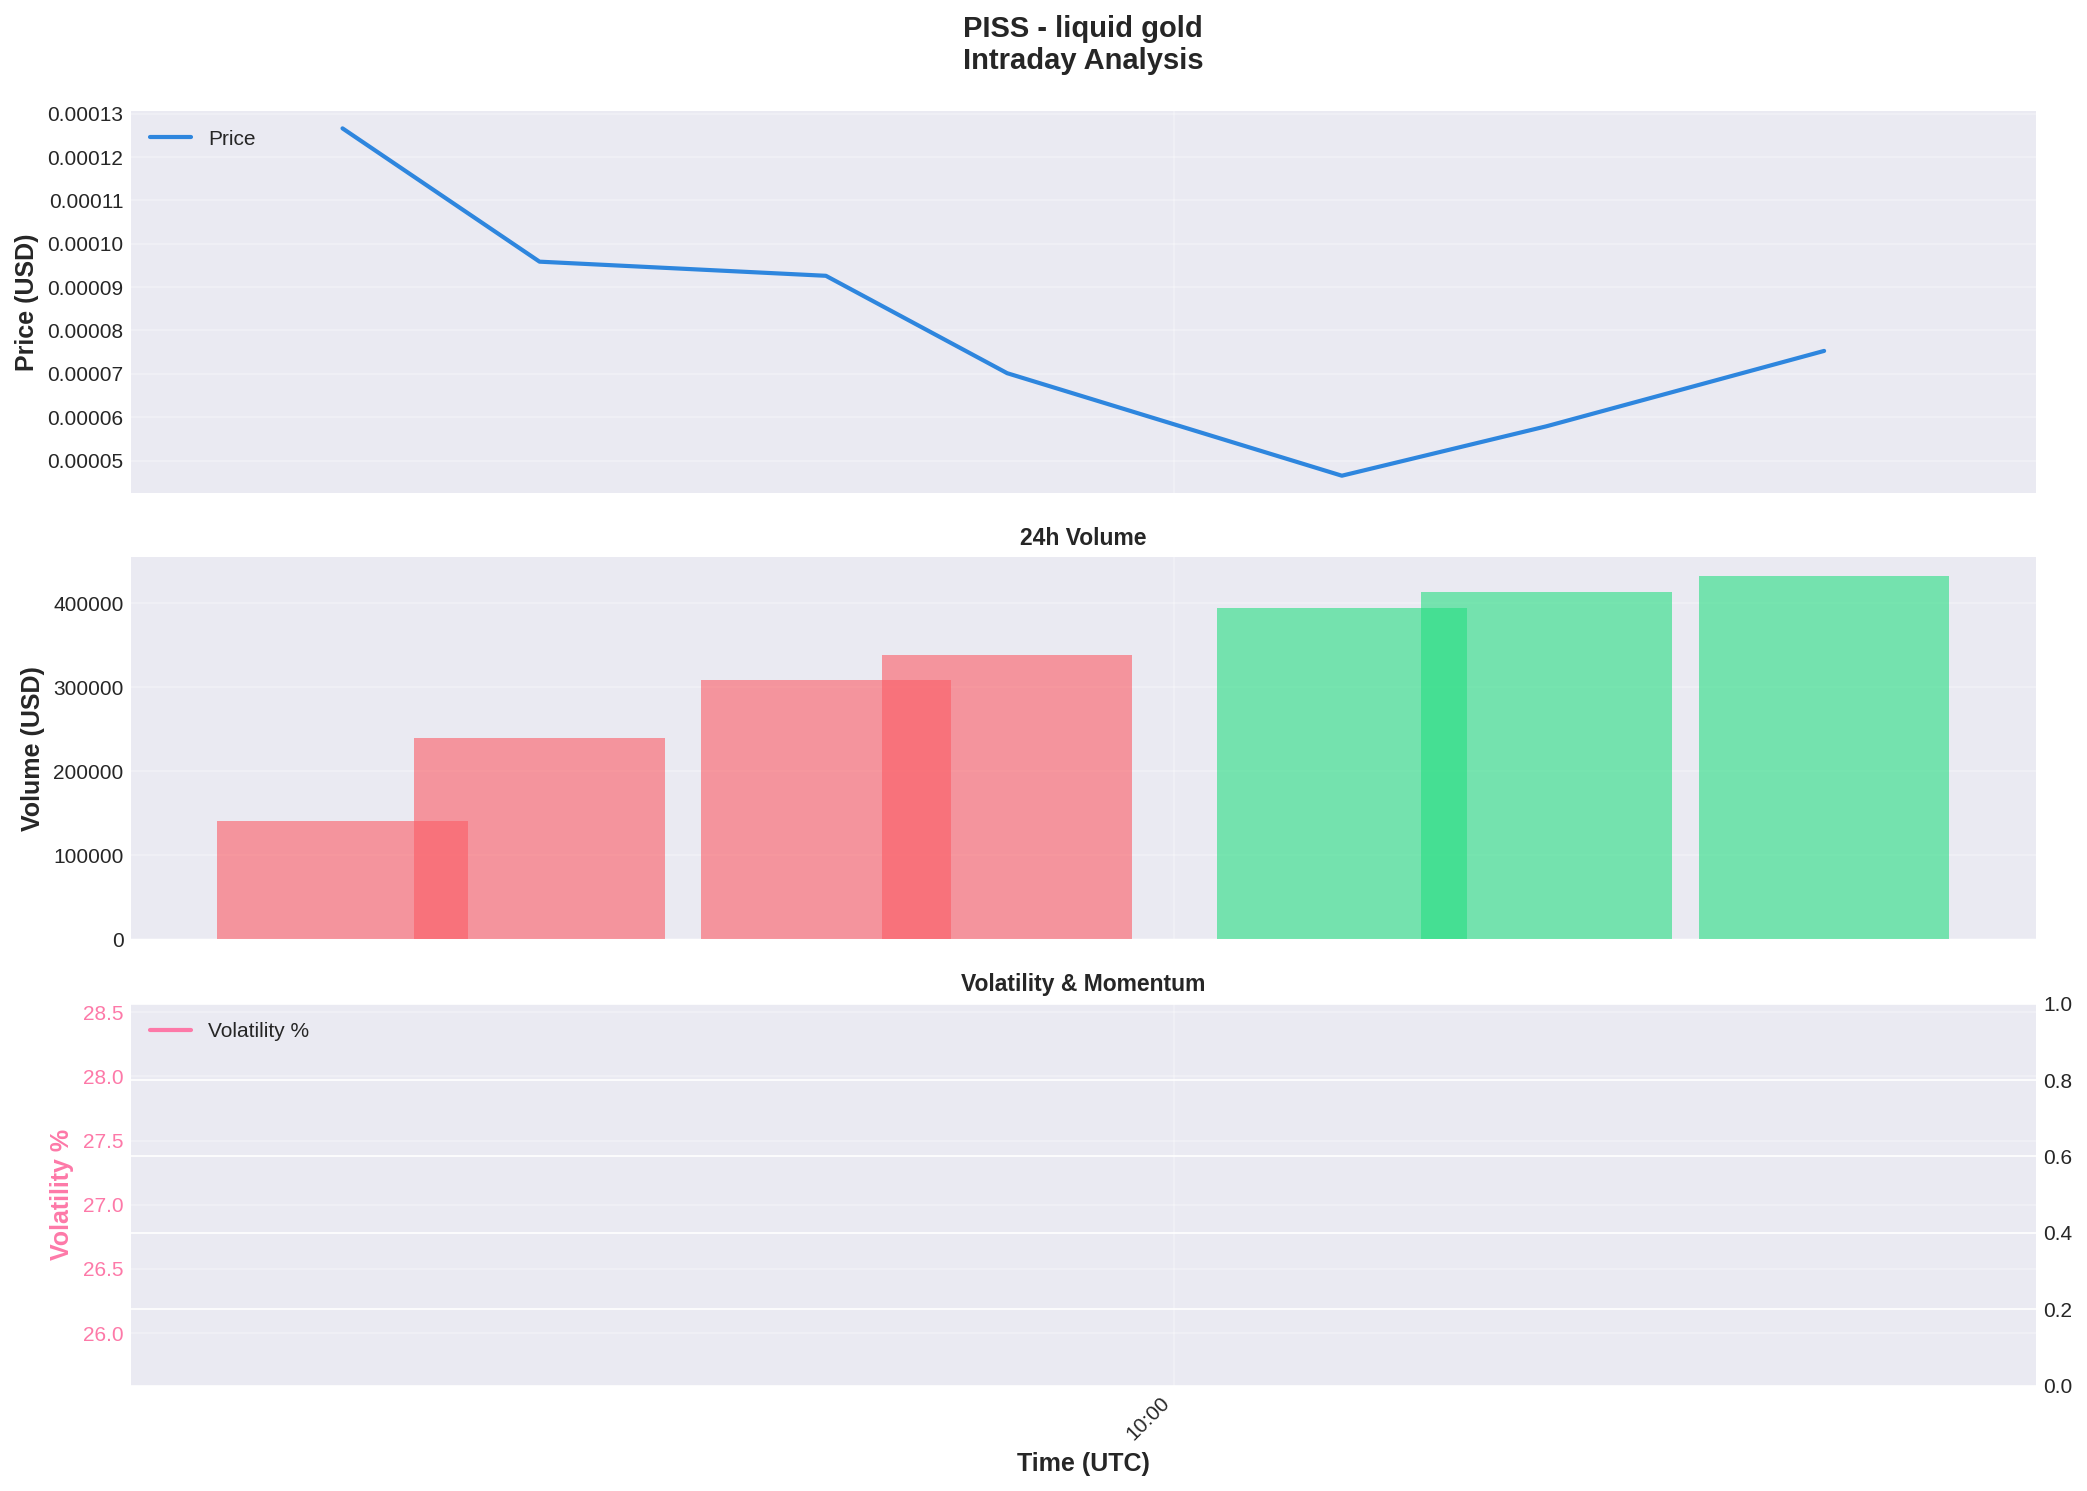 PISS - liquid gold
Intraday Analysis
Price (USD)
0.00013
0.00012
0.00011
0.00010
0.00009
0.00008
0.00007
0.00006
0.00005
Price
24h Volume
Volume (USD)
400000
300000
200000
100000
0
Volatility & Momentum
Volatility %
28.5
28.0
27.5
27.0
26.5
26.0
Volatility %
1.0
0.8
0.6
0.4
0.2
0.0
10:00
Time (UTC)